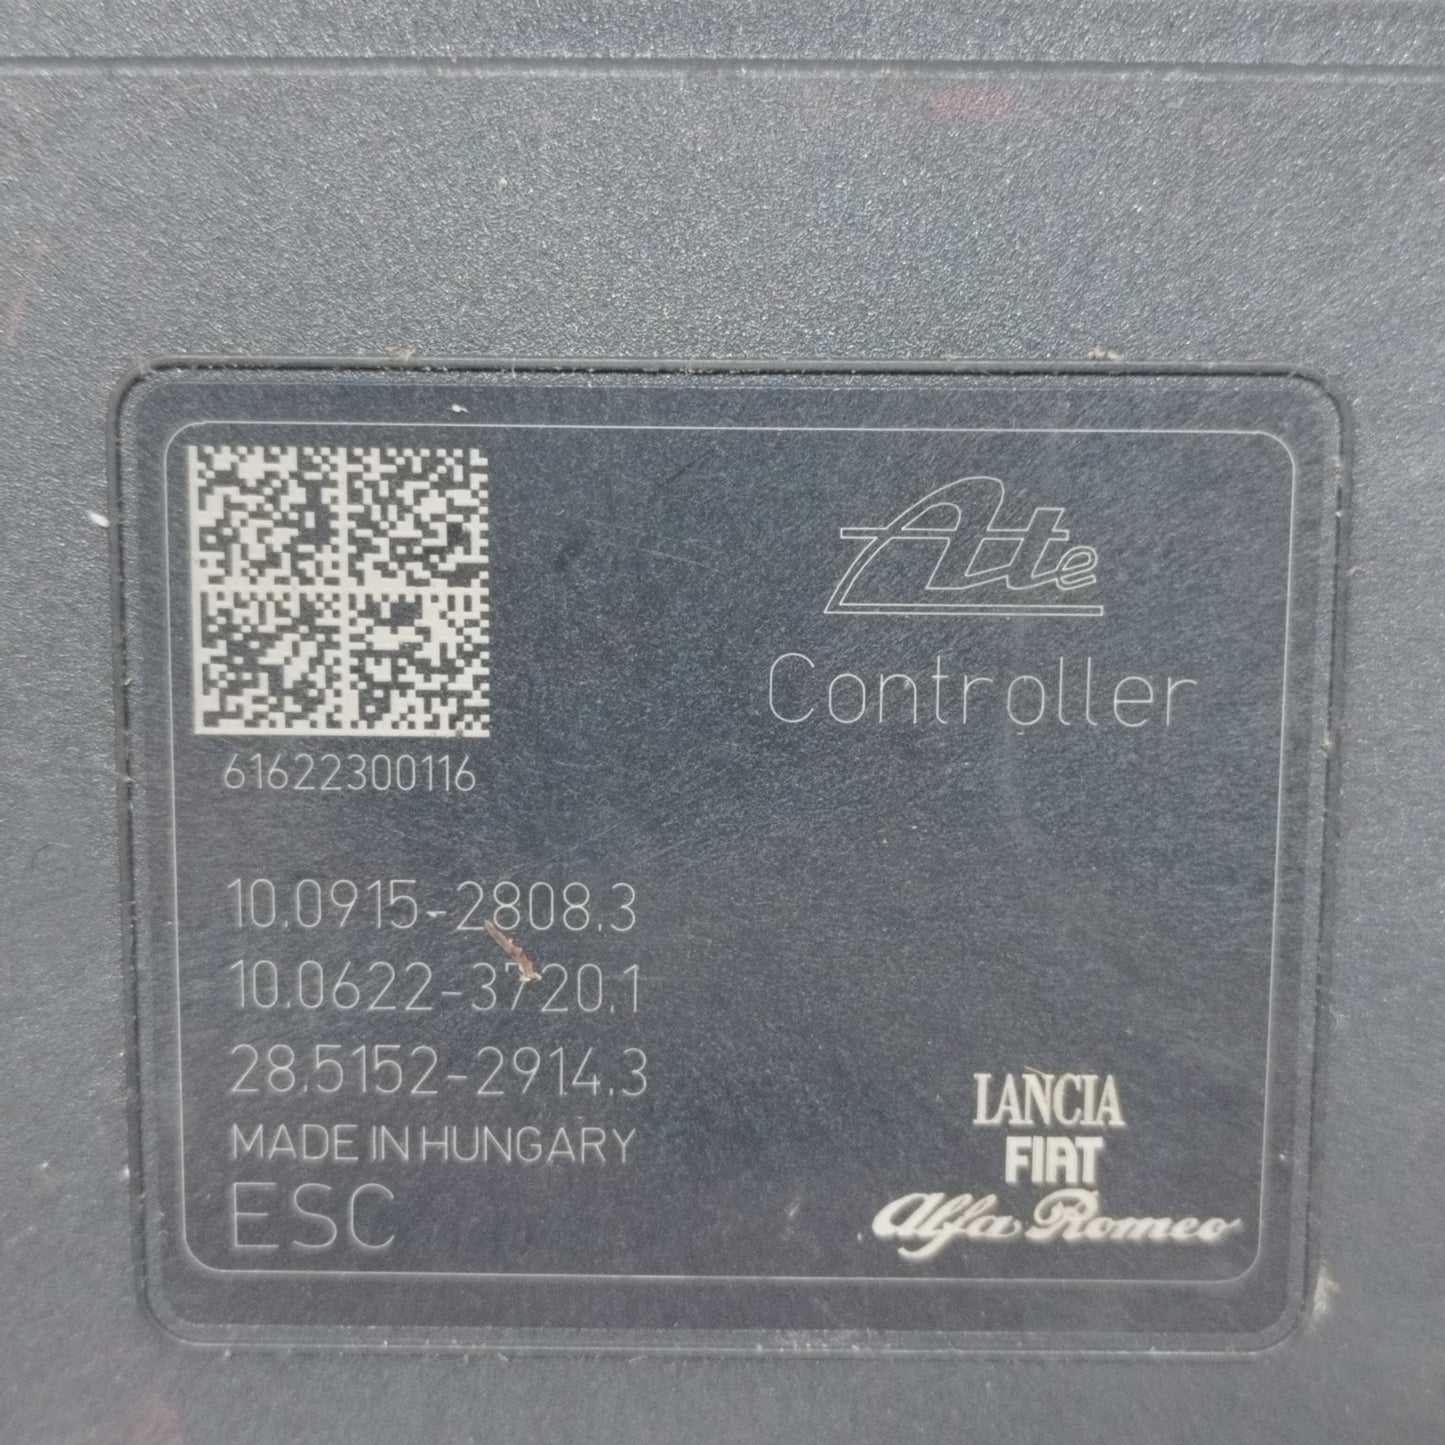 Ate
Controller
61622300116
10.0915-2808.3
10.0622-3720.1
28.5152-2914.3
MADE IN HUNGARY
ESC
LANCIA
FIAT
Alfa Romeo